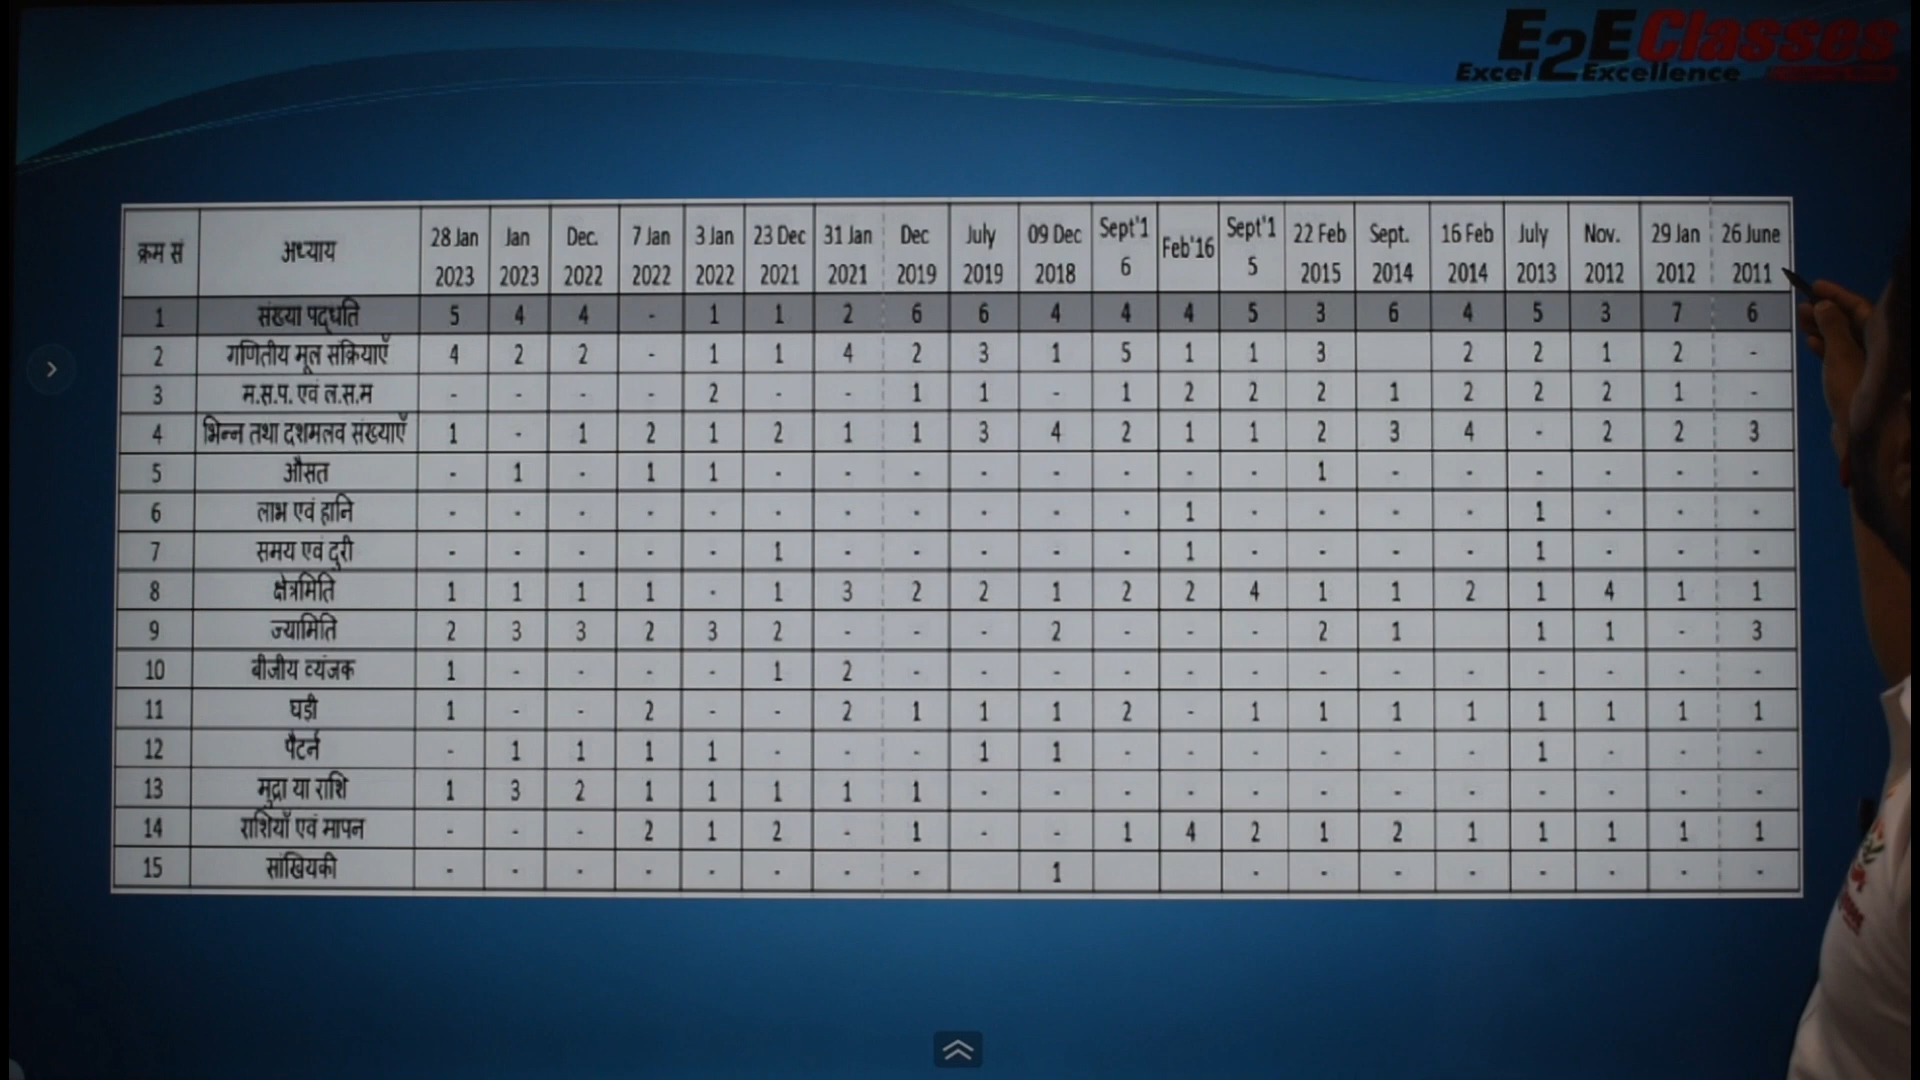 E2E Classes
Excel Excellence
क्रम सं अध्याय 28 Jan 2023 Jan 2023 Dec. 2022 7 Jan 2022 3 Jan 2022 23 Dec 2021 31 Jan 2021 Dec 2019 July 2019 09 Dec 2018 Sept'16 Feb'16 Sept'15 22 Feb 2015 Sept. 2014 16 Feb 2014 July 2013 Nov. 2012 29 Jan 2012 26 June 2011
1 संख्या पद्धति 5 4 4 - 1 1 2 6 6 4 4 4 5 3 6 4 5 3 7 6
2 गणितीय मूल संक्रियाएँ 4 2 2 - 1 1 4 2 3 1 5 1 1 3 2 2 1 2 -
3 म.स.प. एवं ल.स.म - - - - 2 - - 1 1 - 1 2 2 2 1 2 2 2 1 -
4 भिन्न तथा दशमलव संख्याएँ 1 - 1 2 1 2 1 1 3 4 2 1 1 2 3 4 - 2 2 3
5 औसत - 1 - 1 1 - - - - - - - - 1 - - - - - -
6 लाभ एवं हानि - - - - - - - - - - - 1 - - - - 1 - - -
7 समय एवं दुरी - - - - - 1 - - - - - 1 - - - - 1 - - -
8 क्षेत्रमिति 1 1 1 1 - 1 3 2 2 1 2 2 4 1 1 2 1 4 1 1
9 ज्यामिति 2 3 3 2 3 2 - - - 2 - - - 2 1 1 1 - 3
10 बीजीय व्यंजक 1 - - - - 1 2 - - - - - - - - - - - - -
11 घड़ी 1 - - 2 - - 2 1 1 1 2 - 1 1 1 1 1 1 1 1
12 पैटर्न - 1 1 1 1 - - - 1 1 - - - - - - 1 - - -
13 मुद्रा या राशि 1 3 2 1 1 1 1 1 - - - - - - - - - - - -
14 राशियाँ एवं मापन - - - 2 1 2 - 1 - - 1 4 2 1 2 1 1 1 1 1
15 सांखियकी - - - - - - - - 1 - - - - - - - -